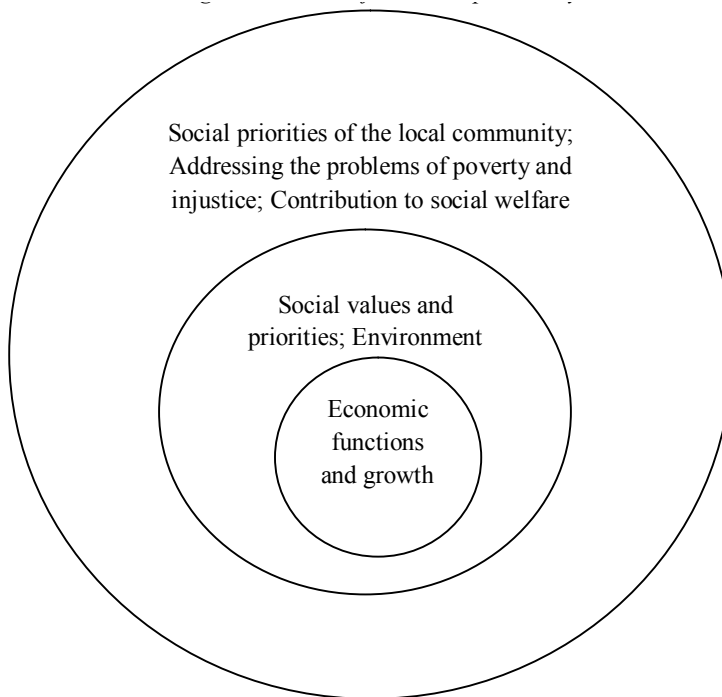 Social priorities of the local community;
Addressing the problems of poverty and
injustice; Contribution to social welfare
Social values and
priorities; Environment
Economic
functions
and growth